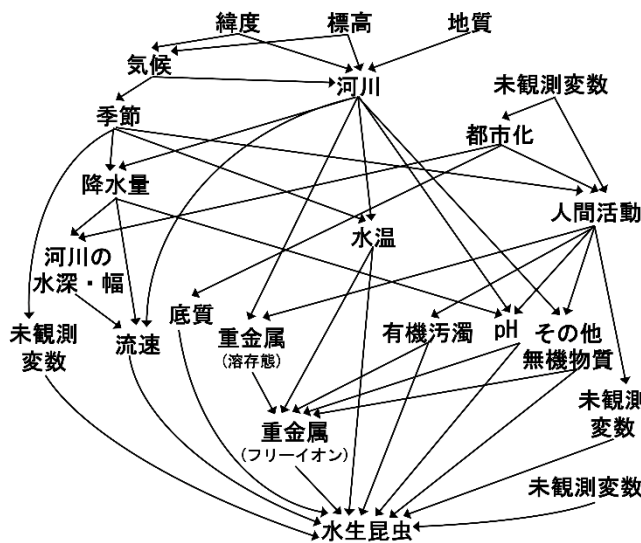 緯度
標高
地質
気候
河川
未観測変数
季節
都市化
降水量
人間活動
水温
河川の
水深・幅
底質
未観測
変数
流速
重金属
(溶存態)
有機汚濁
pH
その他
無機物質
未観測
変数
重金属
(フリーイオン)
未観測変数
水生昆虫